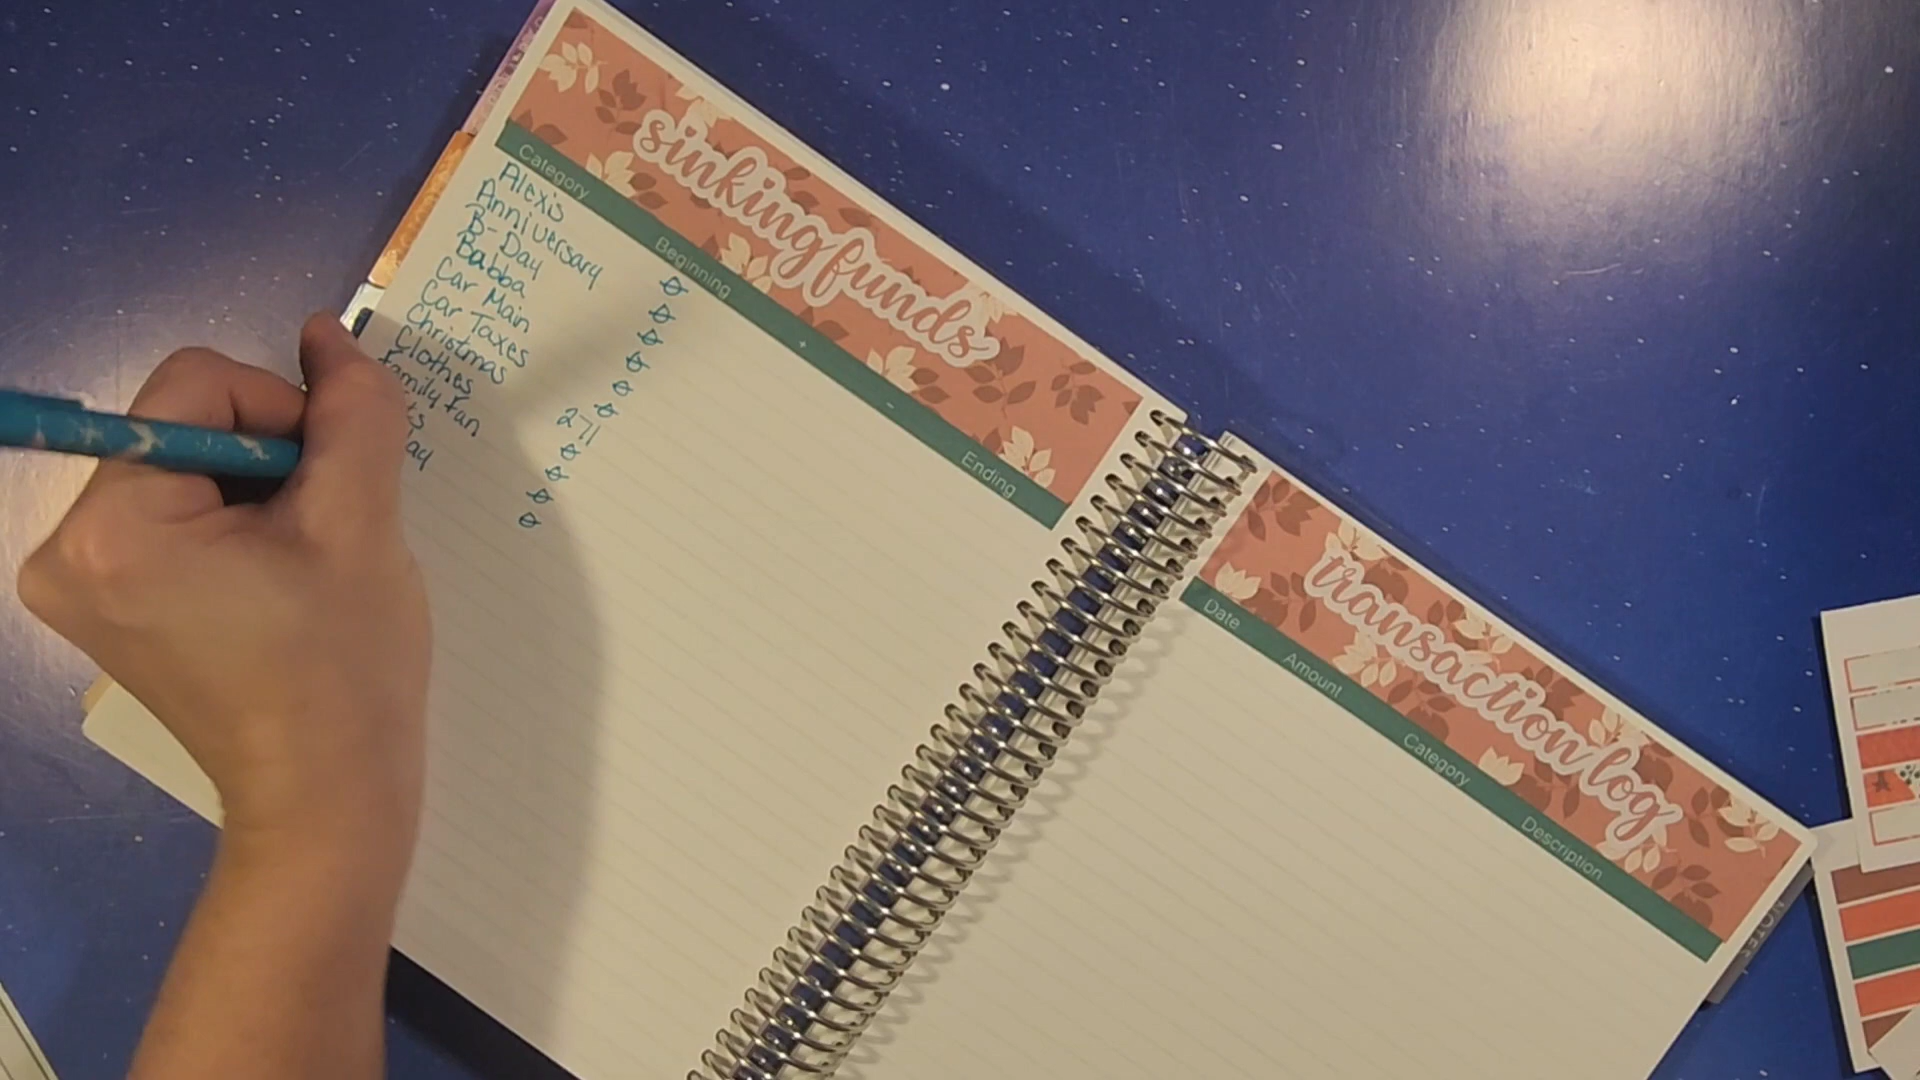 sinking funds
Category Beginning + - Ending
Alexis ∅
Anniversary ∅
B-Day ∅
Babba ∅
Car Main ∅
Car Taxes ∅
Christmas 271
Clothes ∅
Family Fun ∅
∅
∅
transaction log
Date Amount Category Description
NOTES